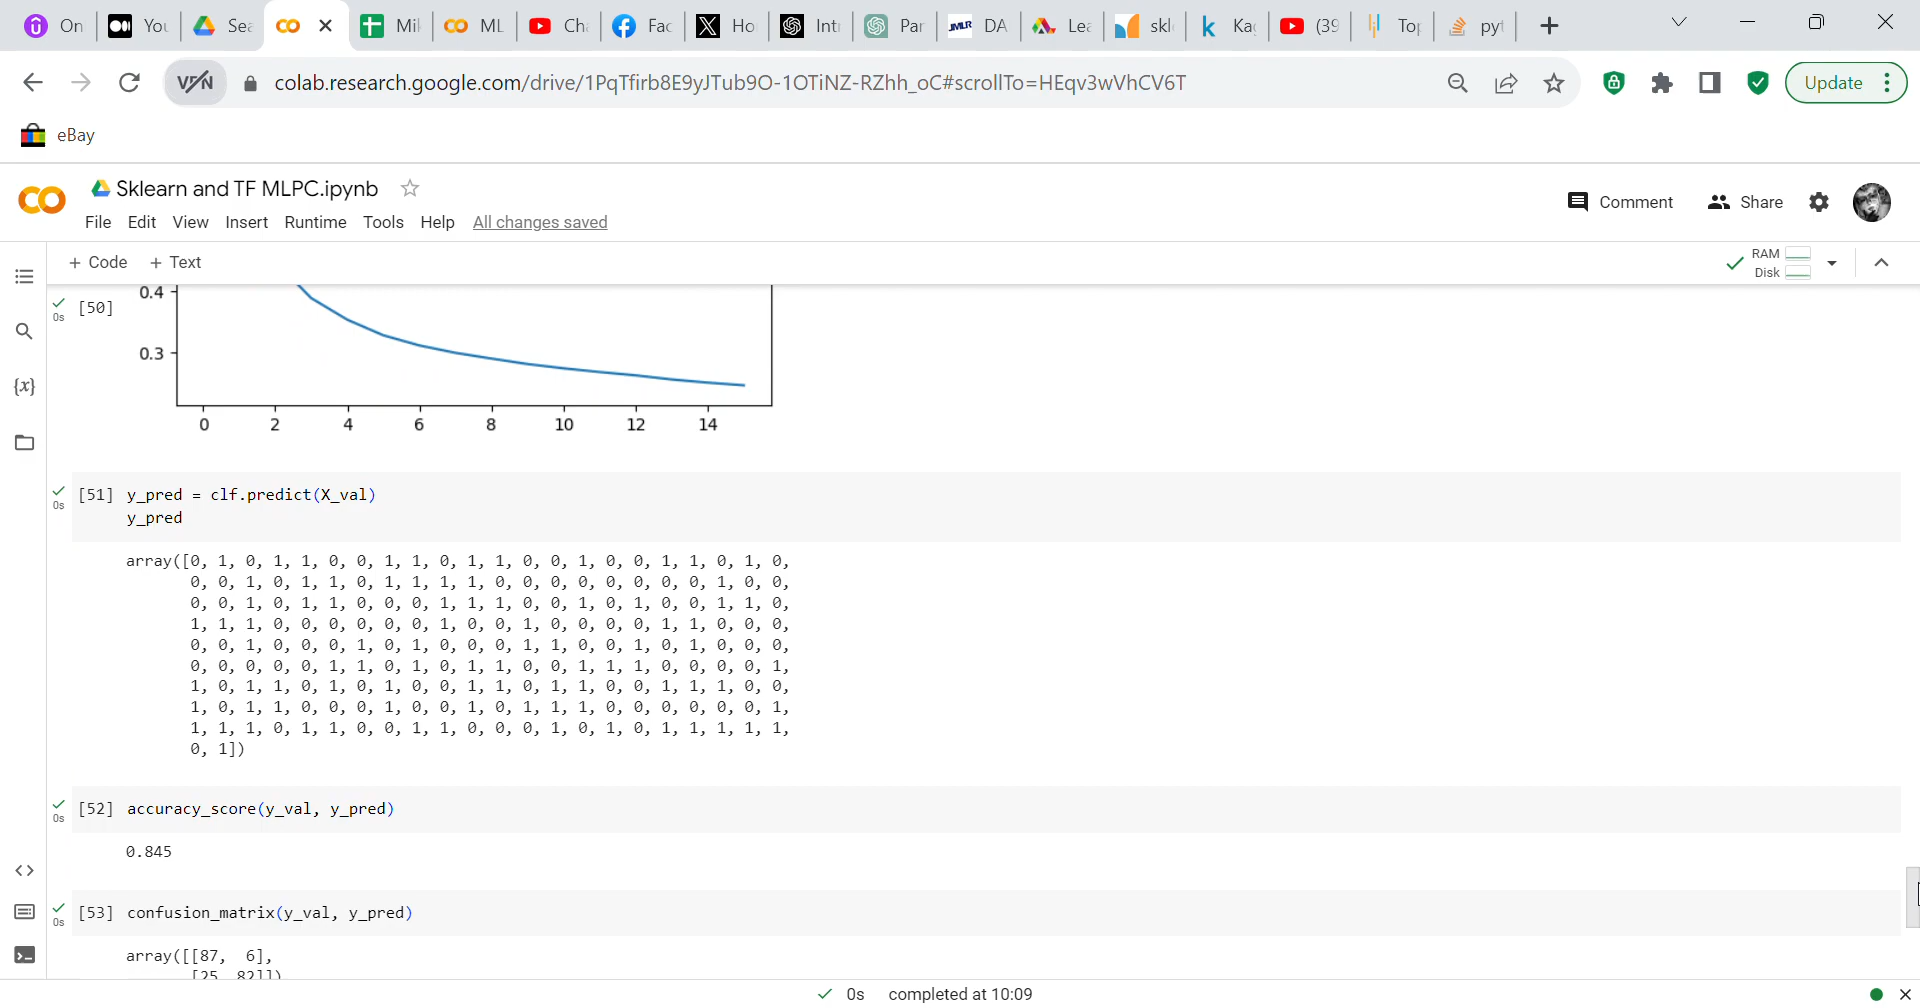 On You Sea Mi ML Ch Fac Ho Intr Par JMLR DA Lea skl Ka (39 Top pyt
VPN colab.research.google.com/drive/1PqTfirb8E9yJTub9O-1OTiNZ-RZhh_oC#scrollTo=HEqv3wVhCV6T Update
eBay
Sklearn and TF MLPC.ipynb
Comment Share
File Edit View Insert Runtime Tools Help All changes saved
+ Code + Text
RAM
Disk
0.4
[50]
0s
0.3
{x}
0 2 4 6 8 10 12 14
[51] y_pred = clf.predict(X_val)
0s
y_pred
array([0, 1, 0, 1, 1, 0, 0, 1, 1, 0, 1, 1, 0, 0, 1, 0, 0, 1, 1, 0, 1, 0,
0, 0, 1, 0, 1, 1, 0, 1, 1, 1, 1, 0, 0, 0, 0, 0, 0, 0, 0, 1, 0, 0,
0, 0, 1, 0, 1, 1, 0, 0, 0, 1, 1, 1, 0, 0, 1, 0, 1, 0, 0, 1, 1, 0,
1, 1, 1, 0, 0, 0, 0, 0, 0, 1, 0, 0, 1, 0, 0, 0, 0, 1, 1, 0, 0, 0,
0, 0, 1, 0, 0, 0, 1, 0, 1, 0, 0, 0, 1, 1, 0, 0, 1, 0, 1, 0, 0, 0,
0, 0, 0, 0, 0, 1, 1, 0, 1, 0, 1, 1, 0, 0, 1, 1, 1, 0, 0, 0, 0, 1,
1, 0, 1, 1, 0, 1, 0, 1, 0, 0, 1, 1, 0, 1, 1, 0, 0, 1, 1, 1, 0, 0,
1, 0, 1, 1, 0, 0, 0, 1, 0, 0, 1, 0, 1, 1, 1, 0, 0, 0, 0, 0, 0, 1,
1, 1, 1, 0, 1, 1, 0, 0, 1, 1, 0, 0, 0, 1, 0, 1, 0, 1, 1, 1, 1, 1,
0, 1])
[52] accuracy_score(y_val, y_pred)
0s
0.845
[53] confusion_matrix(y_val, y_pred)
0s
array([[87, 6],
[25, 82]])
0s completed at 10:09